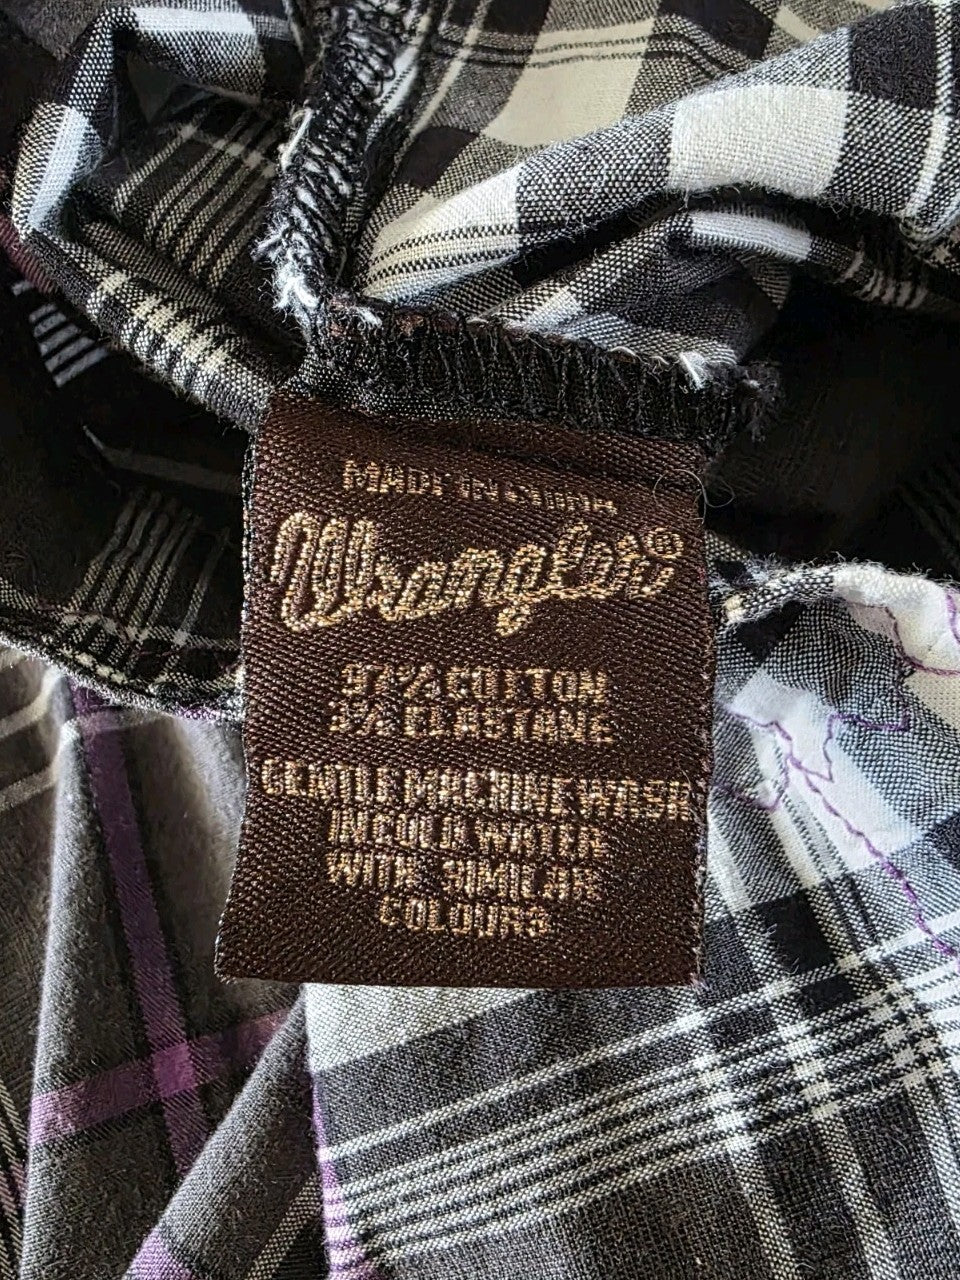 MADE IN CHINA
Wrangler®
97% COTTON
3% ELASTANE
GENTLE MACHINE WASH
IN COLD WATER
WITH SIMILAR
COLOURS